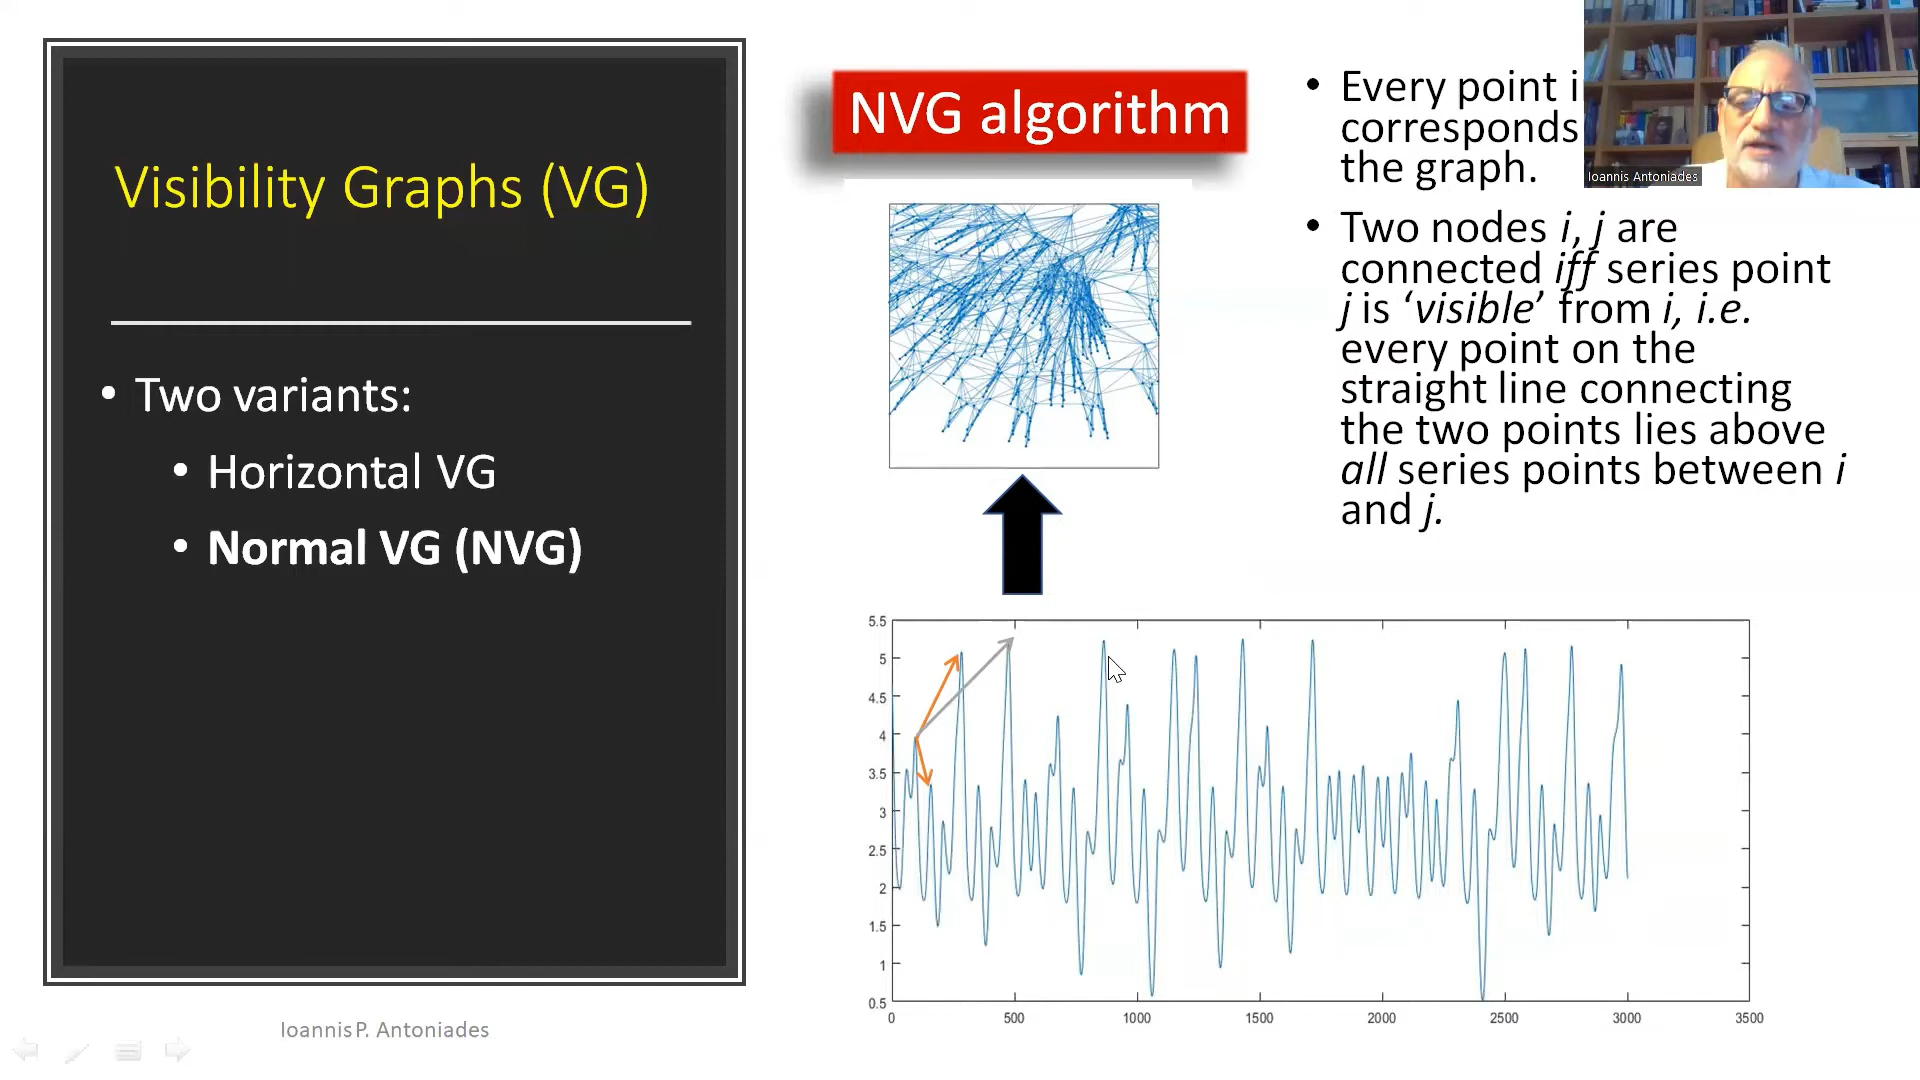 Visibility Graphs (VG)
• Two variants:
• Horizontal VG
• Normal VG (NVG)
Ioannis P. Antoniades
NVG algorithm
• Every point i
corresponds
the graph.
• Two nodes i, j are
connected iff series point
j is ‘visible’ from i, i.e.
every point on the
straight line connecting
the two points lies above
all series points between i
and j.
Ioannis Antoniades
5.5
5
4.5
4
3.5
3
2.5
2
1.5
1
0.5
0 500 1000 1500 2000 2500 3000 3500